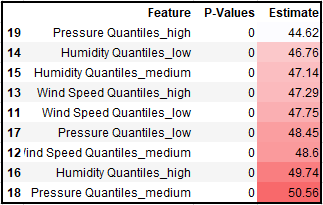 Feature P-Values Estimate
19 Pressure Quantiles_high 0 44.62
14 Humidity Quantiles_low 0 46.76
15 Humidity Quantiles_medium 0 47.14
13 Wind Speed Quantiles_high 0 47.29
11 Wind Speed Quantiles_low 0 47.75
17 Pressure Quantiles_low 0 48.45
12 Wind Speed Quantiles_medium 0 48.6
16 Humidity Quantiles_high 0 49.74
18 Pressure Quantiles_medium 0 50.56